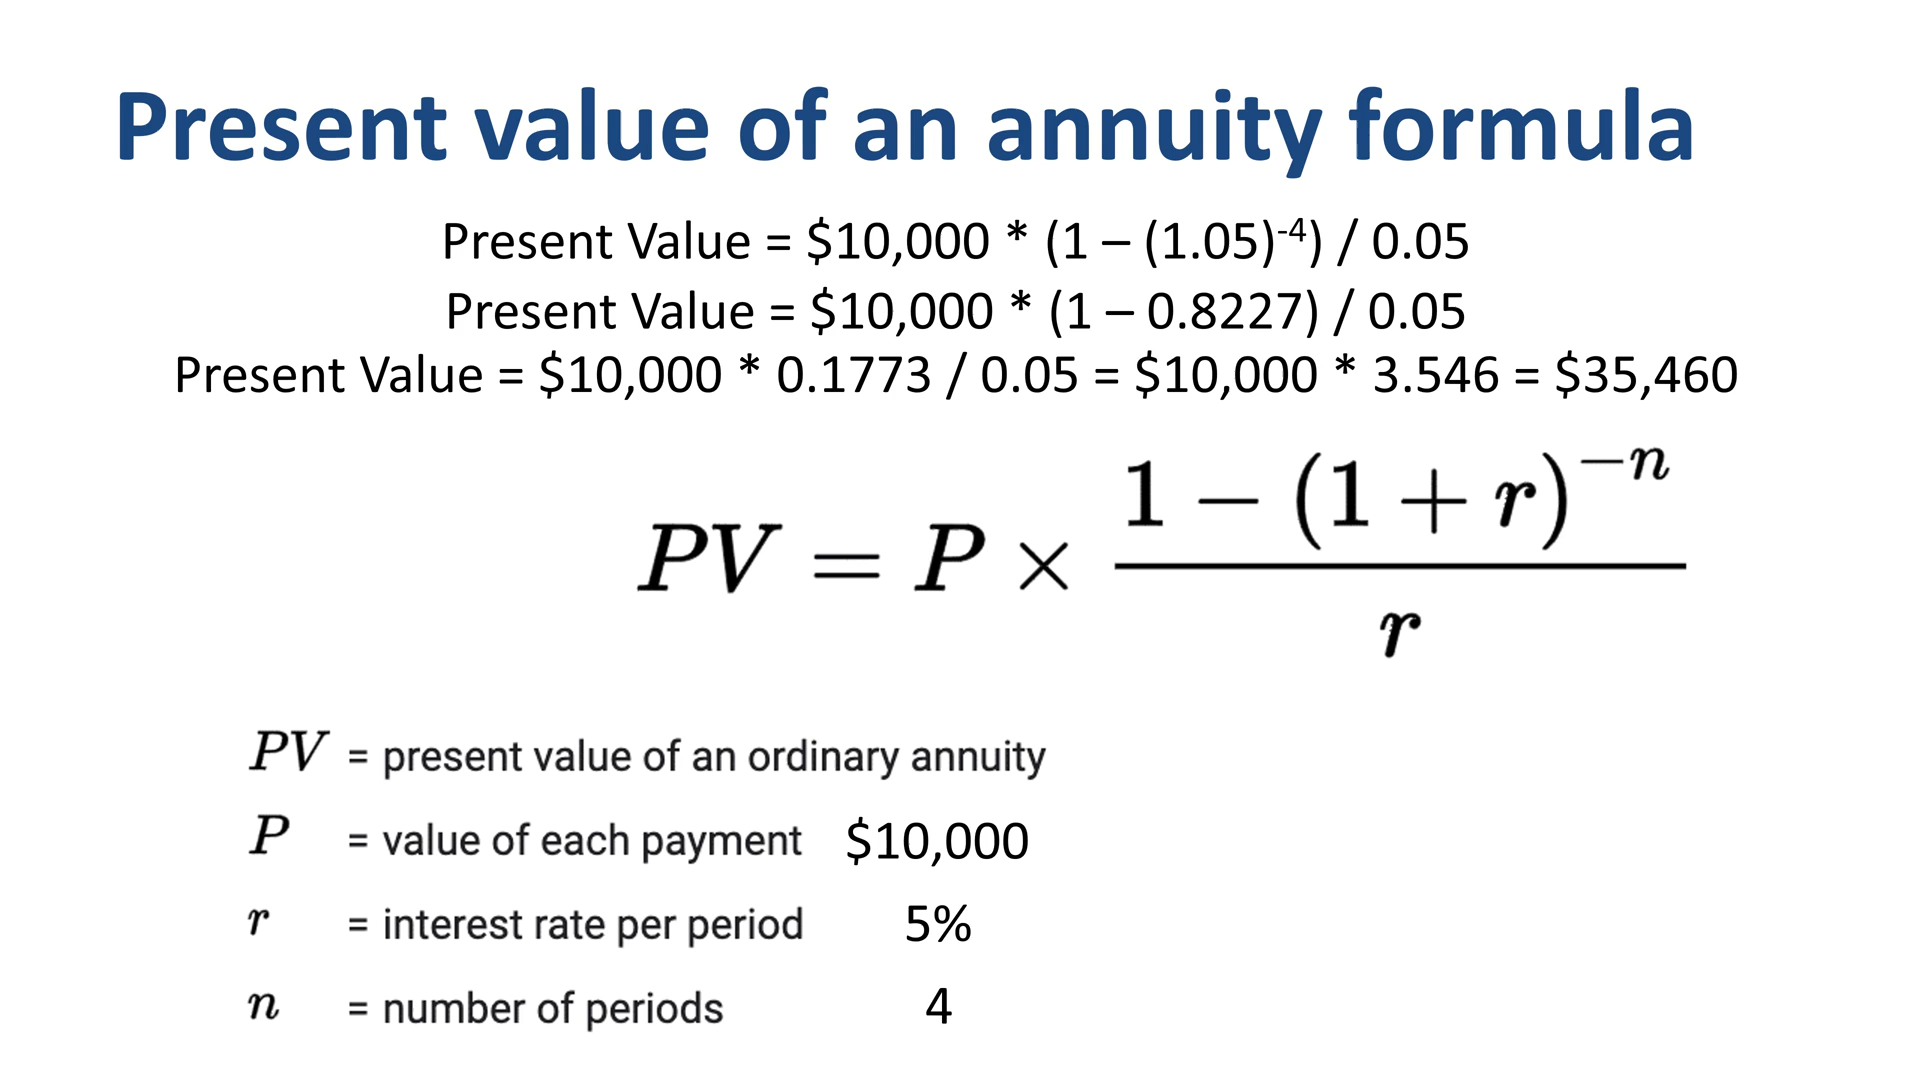 Present value of an annuity formula
Present Value = $10,000 * (1 – (1.05)⁻⁴) / 0.05
Present Value = $10,000 * (1 – 0.8227) / 0.05
Present Value = $10,000 * 0.1773 / 0.05 = $10,000 * 3.546 = $35,460
PV = P × (1 − (1 + r)⁻ⁿ) / r
PV = present value of an ordinary annuity
P = value of each payment $10,000
r = interest rate per period 5%
n = number of periods 4